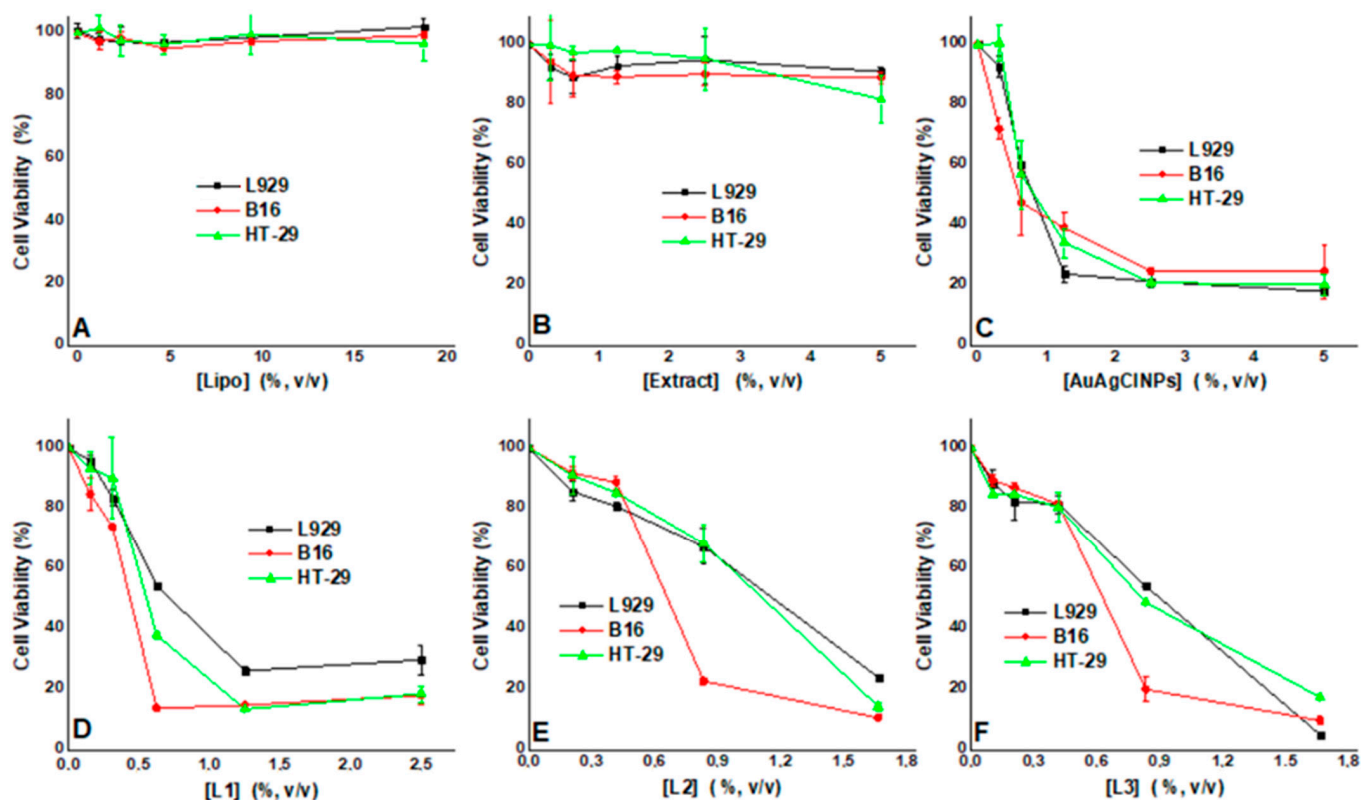 Cell Viability (%)
100
80
60
40
20
0
L929
B16
HT-29
A
0 5 10 15 20
[Lipo] (%, v/v)
Cell Viability (%)
100
80
60
40
20
0
L929
B16
HT-29
B
0 1 2 3 4 5
[Extract] (%, v/v)
Cell Viability (%)
100
80
60
40
20
0
L929
B16
HT-29
C
0 1 2 3 4 5
[AuAgClNPs] (%, v/v)
Cell Viability (%)
100
80
60
40
20
0
L929
B16
HT-29
D
0,0 0,5 1,0 1,5 2,0 2,5
[L1] (%, v/v)
Cell Viability (%)
100
80
60
40
20
0
L929
B16
HT-29
E
0,0 0,3 0,6 0,9 1,2 1,5 1,8
[L2] (%, v/v)
Cell Viability (%)
100
80
60
40
20
0
L929
B16
HT-29
F
0,0 0,3 0,6 0,9 1,2 1,5 1,8
[L3] (%, v/v)